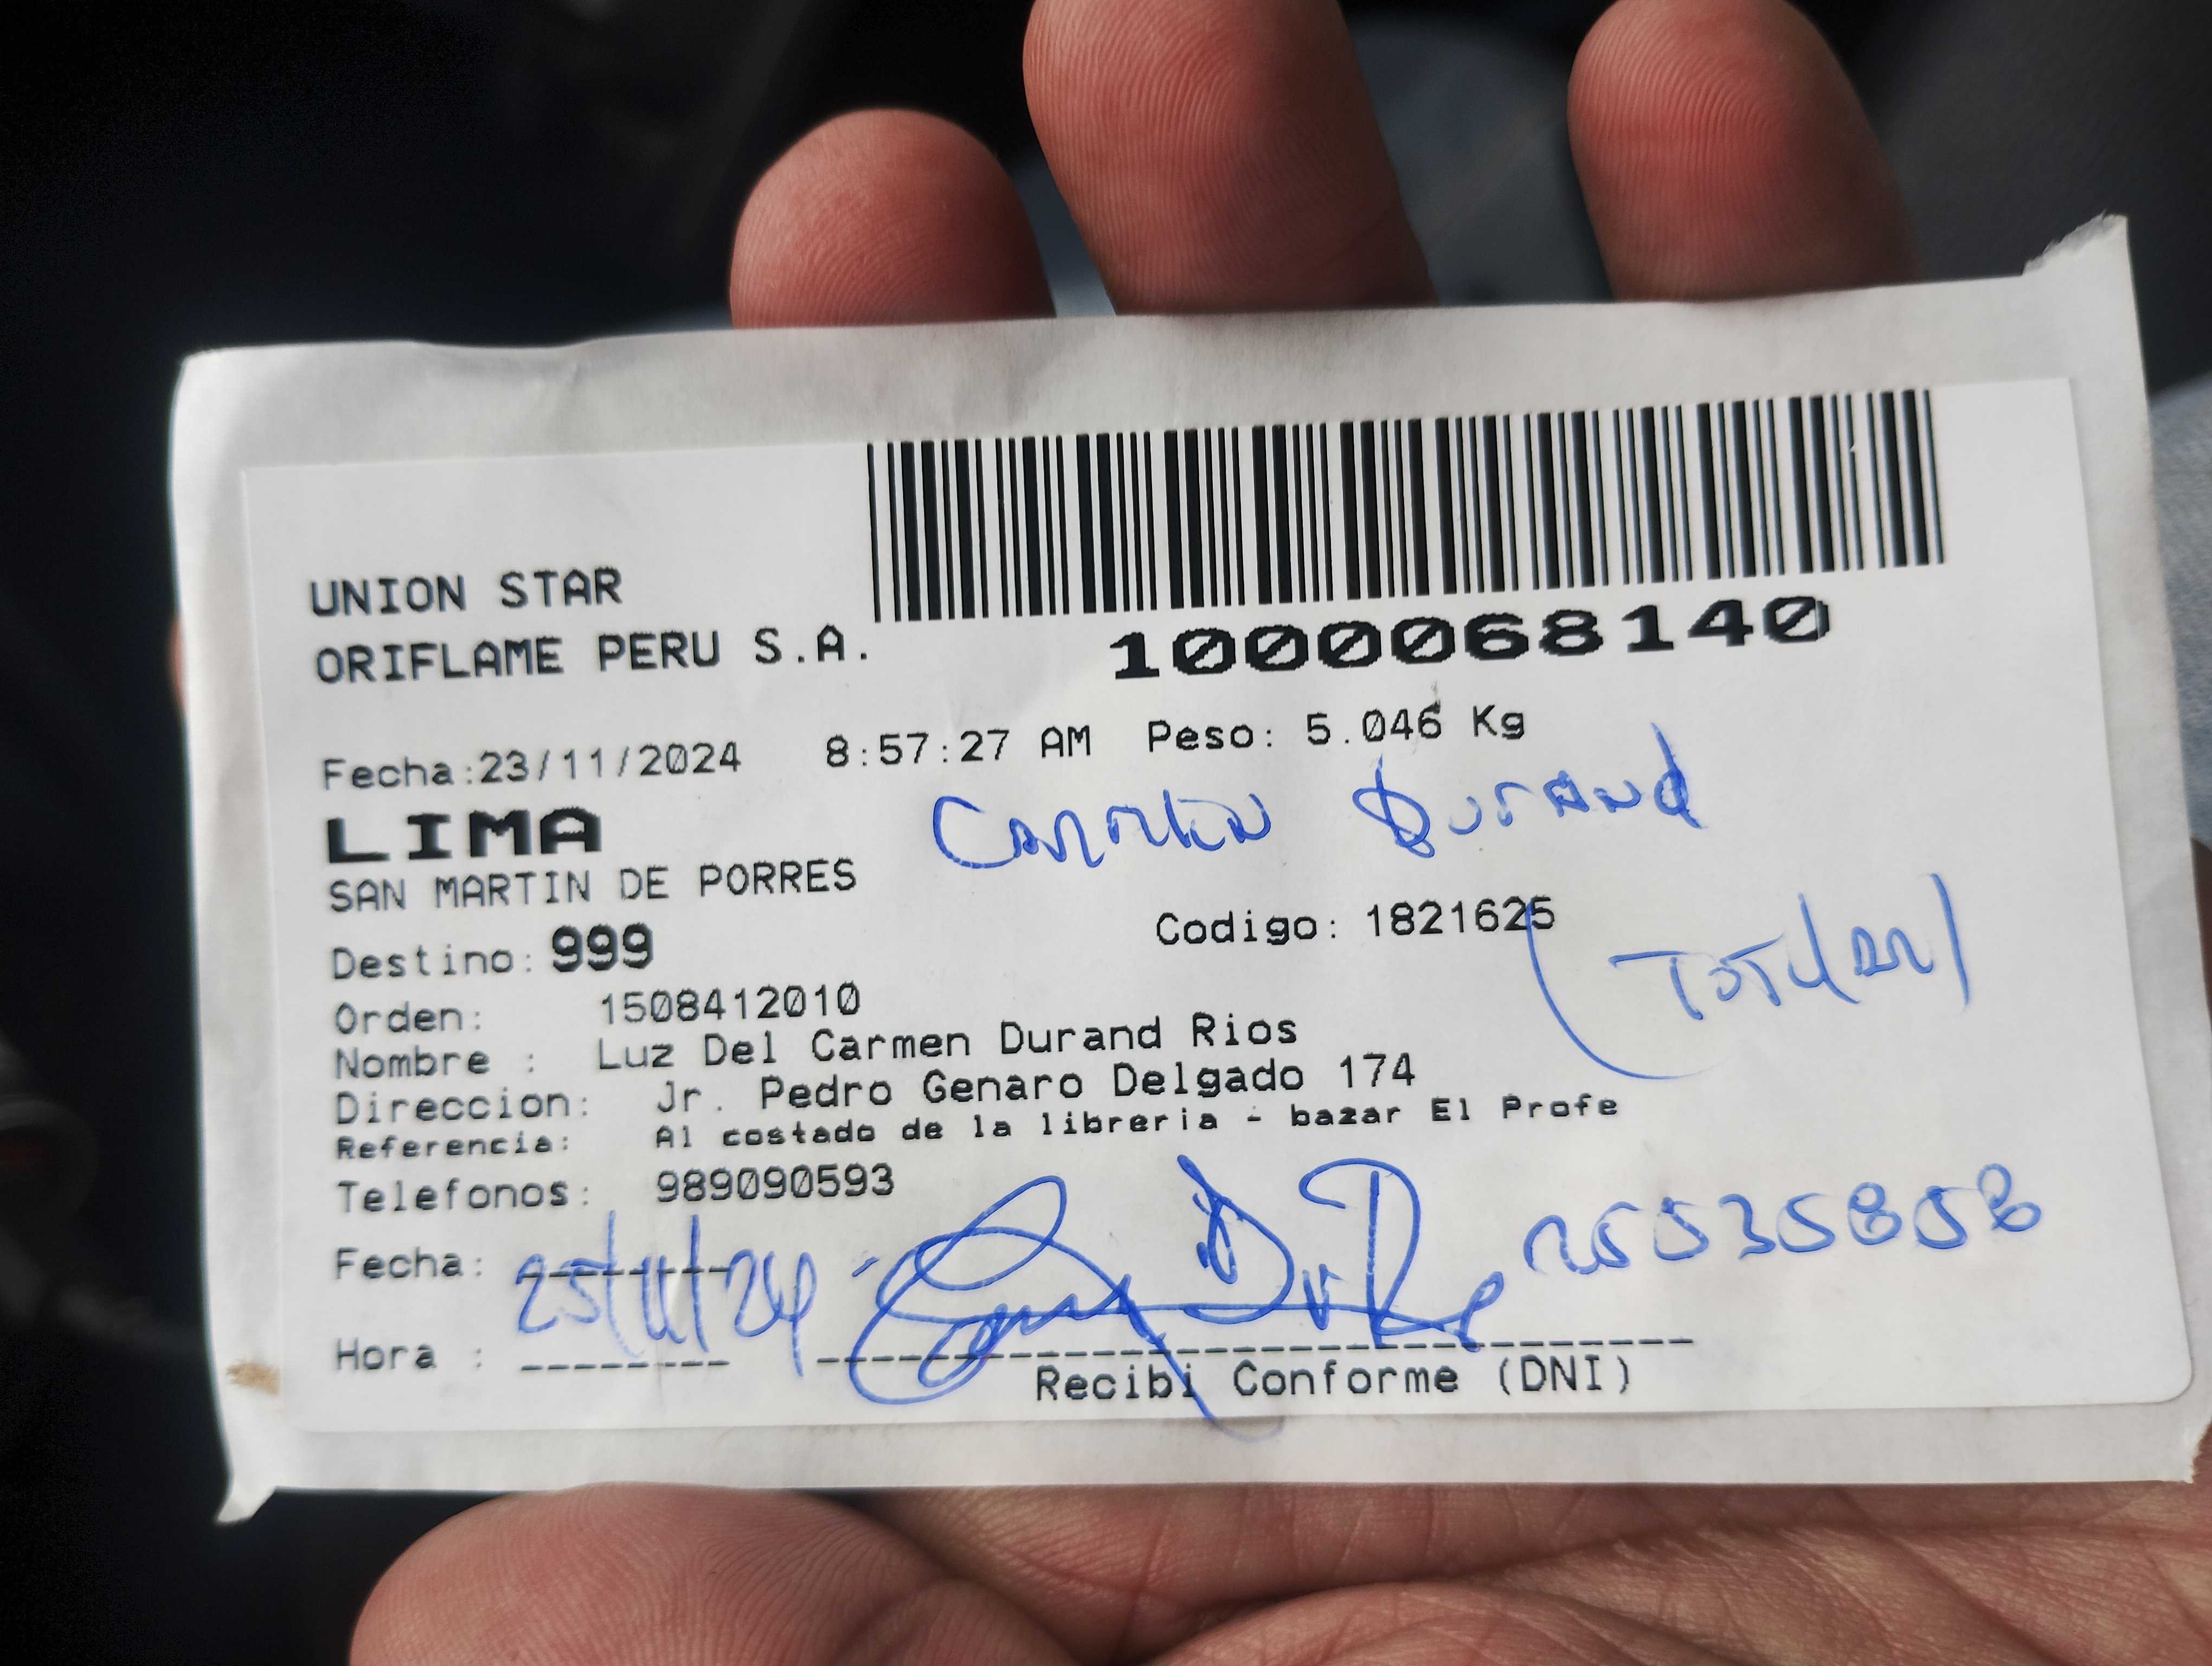 UNION STAR
ORIFLAME PERU S.A.
1000068140
Fecha:23/11/2024 8:57:27 AM Peso: 5.046 Kg
LIMA
Carmen Durand
SAN MARTIN DE PORRES
Codigo: 1821625
Destino: 999
(Titular)
Orden: 1508412010
Nombre : Luz Del Carmen Durand Rios
Direccion: Jr. Pedro Genaro Delgado 174
Referencia: Al costado de la libreria - bazar El Profe
Telefonos: 989090593
25535858
Fecha: 25/11/24
Hora :
Recibi Conforme (DNI)